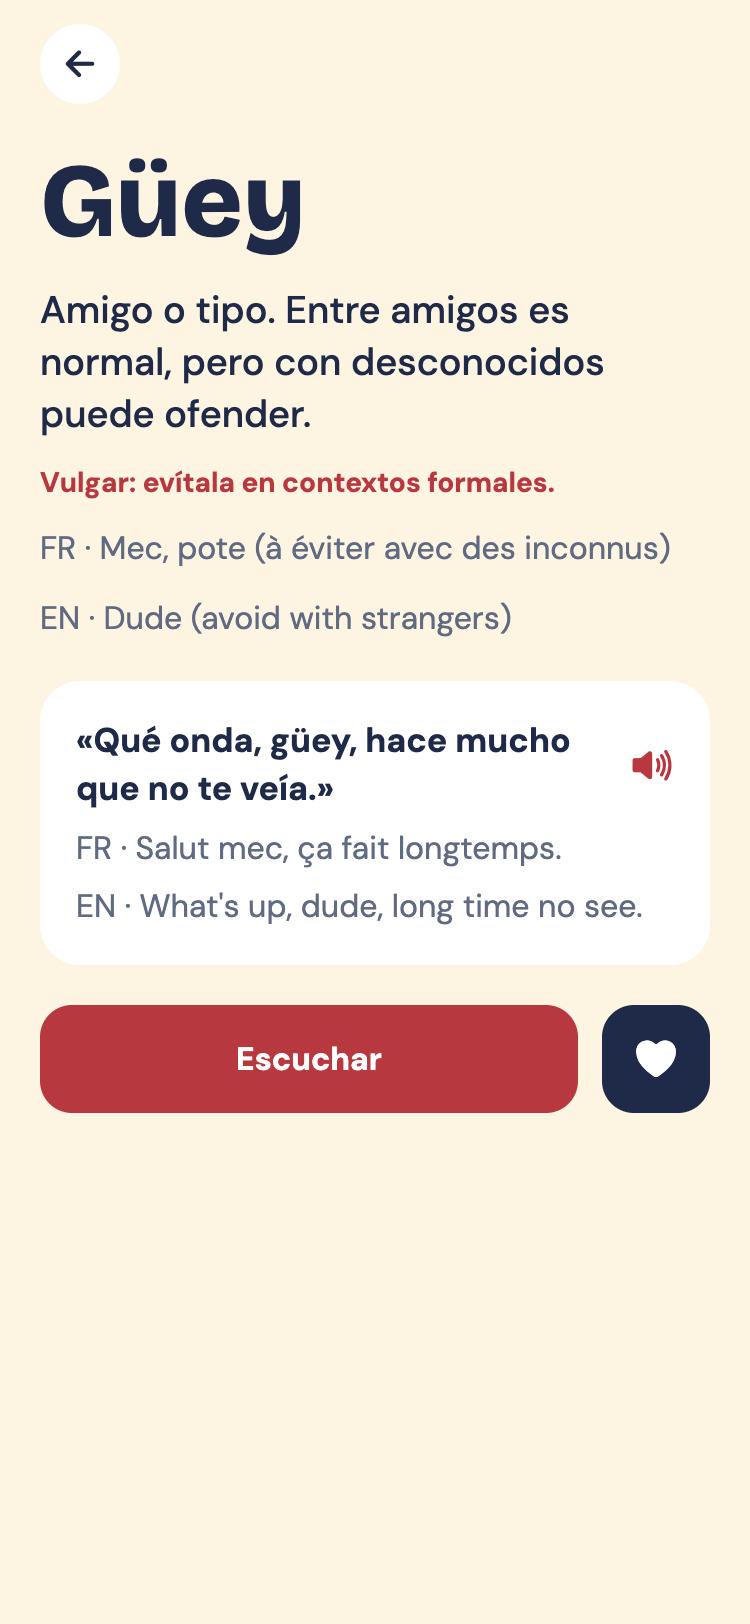 Güey
Amigo o tipo. Entre amigos es
normal, pero con desconocidos
puede ofender.
Vulgar: evítala en contextos formales.
FR · Mec, pote (à éviter avec des inconnus)
EN · Dude (avoid with strangers)
«Qué onda, güey, hace mucho
que no te veía.»
FR · Salut mec, ça fait longtemps.
EN · What's up, dude, long time no see.
Escuchar